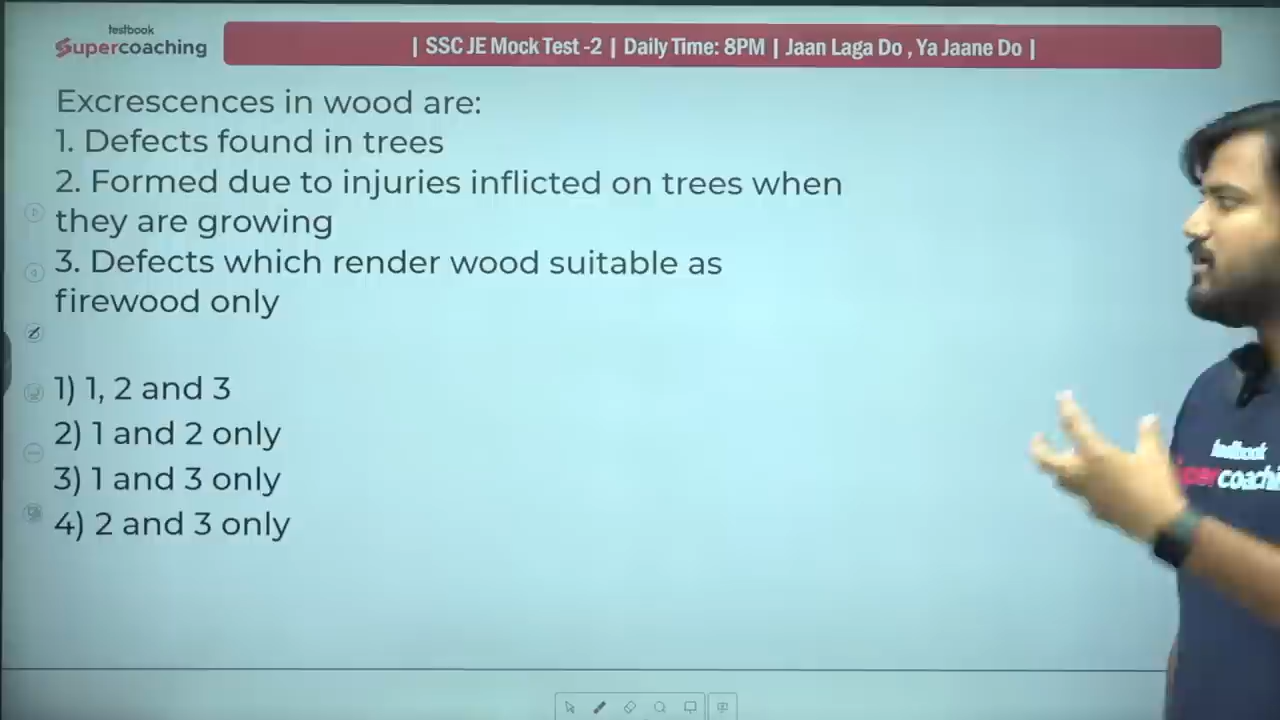 testbook
Supercoaching
| SSC JE Mock Test -2 | Daily Time: 8PM | Jaan Laga Do , Ya Jaane Do |
Excrescences in wood are:
1. Defects found in trees
2. Formed due to injuries inflicted on trees when
they are growing
3. Defects which render wood suitable as
firewood only
1) 1, 2 and 3
2) 1 and 2 only
3) 1 and 3 only
4) 2 and 3 only
testbook